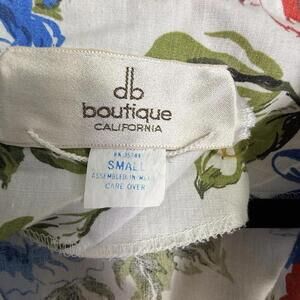 db
boutique
CALIFORNIA
SMALL
ASSEMBLED IN
CARE OVER